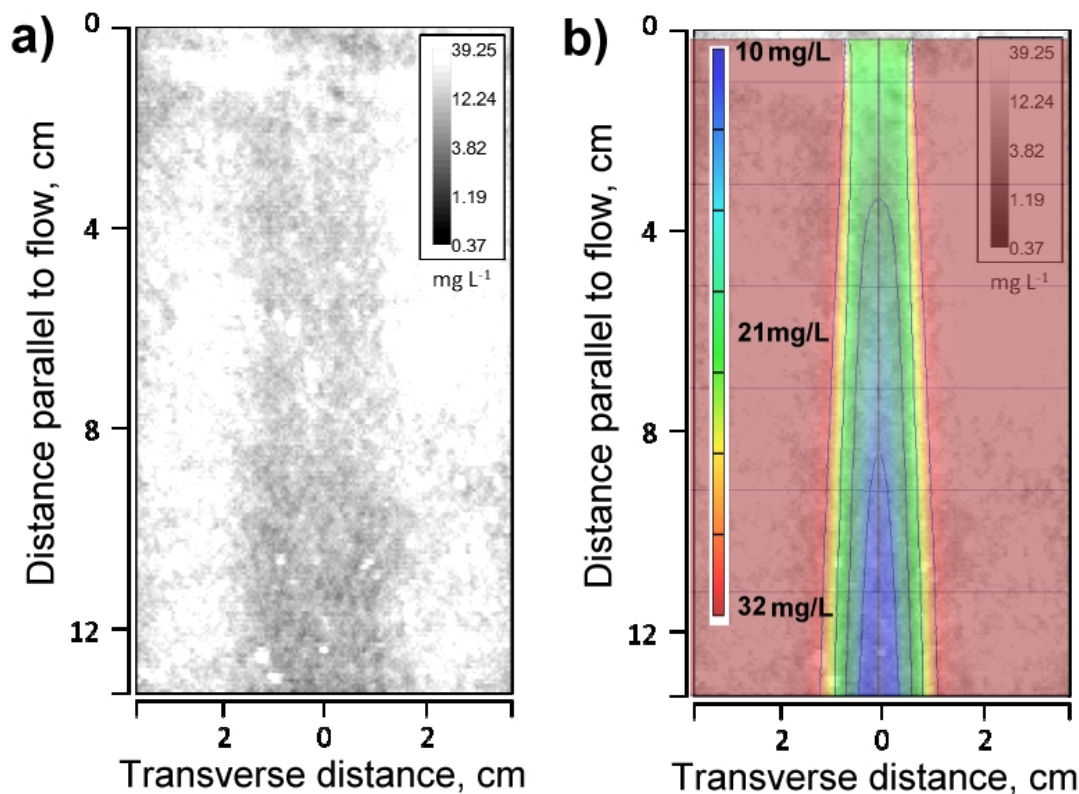 a)
0
4
8
12
Distance parallel to flow, cm
39.25
12.24
3.82
1.19
0.37
mg L-1
2 0 2
Transverse distance, cm
b)
0
4
8
12
Distance parallel to flow, cm
10 mg/L
21mg/L
32 mg/L
39.25
12.24
3.82
1.19
0.37
mg L-1
2 0 2
Transverse distance, cm